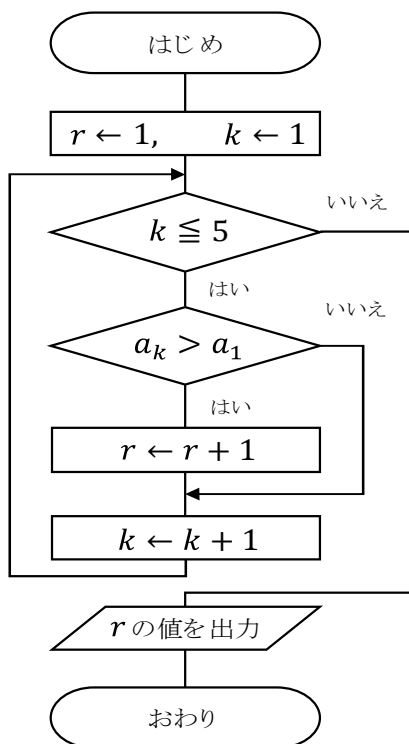 はじめ
r ← 1, k ← 1
k ≦ 5
いいえ
はい
いいえ
a_k > a_1
はい
r ← r + 1
k ← k + 1
r の値を出力
おわり